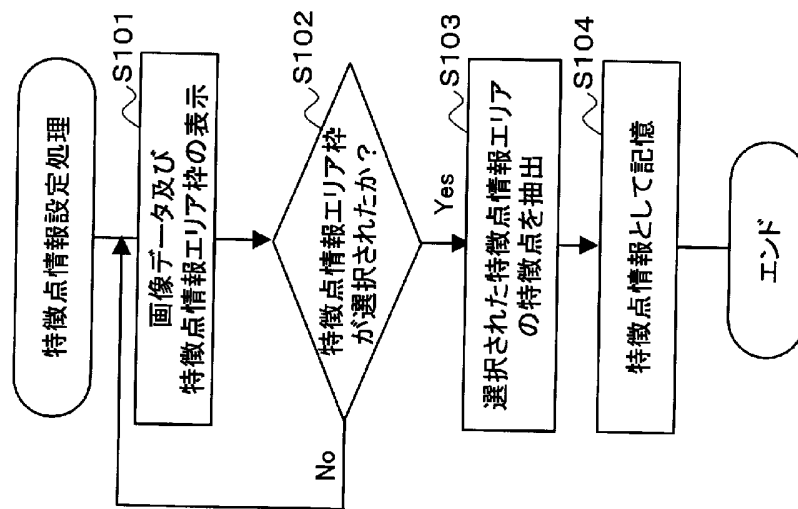 特徴点情報設定処理
S101
画像データ及び
特徴点情報エリア枠の表示
S102
特徴点情報エリア枠
が選択されたか？
No
Yes
S103
選択された特徴点情報エリア
の特徴点を抽出
S104
特徴点情報として記憶
エンド